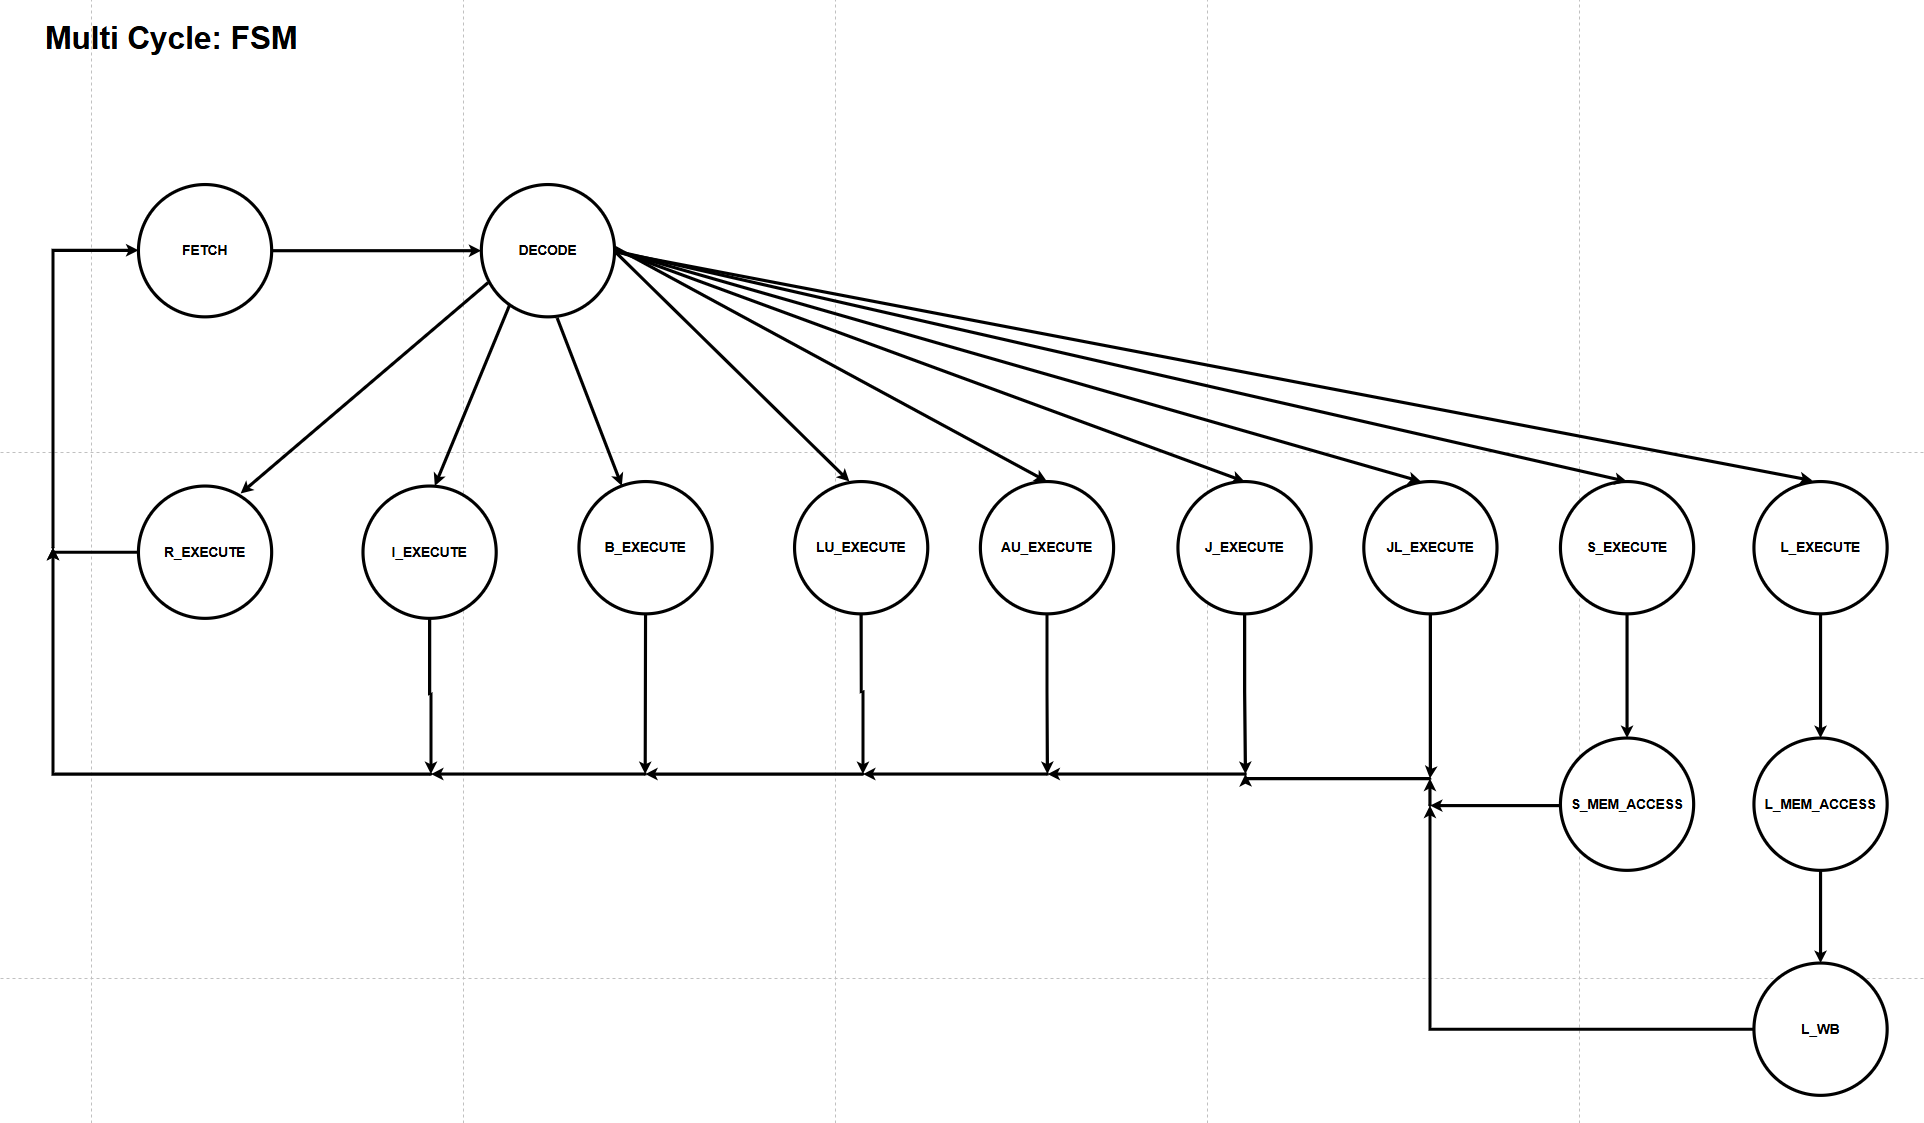 Multi Cycle: FSM
FETCH
DECODE
R_EXECUTE
I_EXECUTE
B_EXECUTE
LU_EXECUTE
AU_EXECUTE
J_EXECUTE
JL_EXECUTE
S_EXECUTE
L_EXECUTE
S_MEM_ACCESS
L_MEM_ACCESS
L_WB